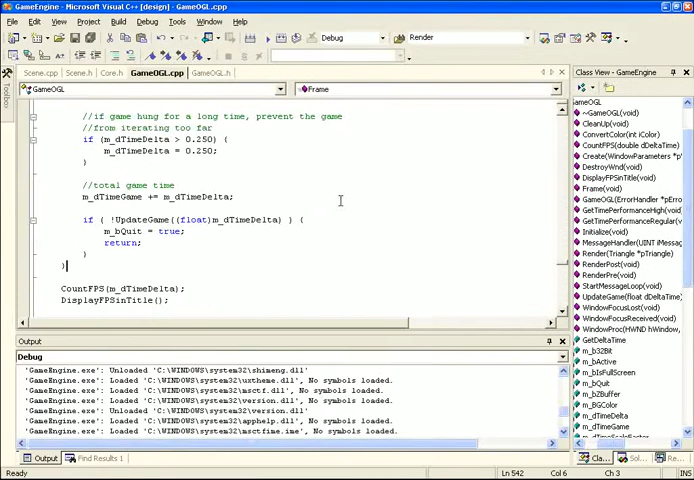 GameEngine - Microsoft Visual C++ [design] - GameOGL.cpp
File Edit View Project Build Debug Tools Window Help
Debug Render
Scene.cpp Scene.h Core.h GameOGL.cpp GameOGL.h
GameOGL Frame
//if game hung for a long time, prevent the game
//from iterating too far
if (m_dTimeDelta > 0.250) {
m_dTimeDelta = 0.250;
}
//total game time
m_dTimeGame += m_dTimeDelta;
if ( !UpdateGame((float)m_dTimeDelta) ) {
m_bQuit = true;
return;
}
}
CountFPS(m_dTimeDelta);
DisplayFPSinTitle();
Toolbox
Class View - GameEngine
GameOGL
~GameOGL(void)
CleanUp(void)
ConvertColor(int iColor)
CountFPS(double dDeltaTime)
Create(WindowParameters *p
DestroyWnd(void)
DisplayFPSinTitle(void)
Frame(void)
GameOGL(ErrorHandler *pErro
GetTimePerformanceHigh(void)
GetTimePerformanceLow(void)
Initialize(void)
MessageHandler(UINT iMessage
Render(Triangle *pTriangle)
RenderPost(void)
RenderPre(void)
StartMessageLoop(void)
UpdateGame(float dDeltaTime)
WindowFocusLost(void)
WindowFocusReceived(void)
WindowProc(HWND hWindow,
GetDeltaTime
m_b32Bit
m_bActive
m_bIsFullScreen
m_bQuit
m_bZBuffer
m_BGColor
m_dTimeDelta
m_dTimeGame
m_dTimeScaleFactor
Cla... Sol... Re...
Output
Debug
'GameEngine.exe': Unloaded 'C:\WINDOWS\system32\shimeng.dll'
'GameEngine.exe': Loaded 'C:\WINDOWS\system32\uxtheme.dll', No symbols loaded.
'GameEngine.exe': Loaded 'C:\WINDOWS\system32\msctf.dll', No symbols loaded.
'GameEngine.exe': Loaded 'C:\WINDOWS\system32\version.dll', No symbols loaded.
'GameEngine.exe': Unloaded 'C:\WINDOWS\system32\version.dll'
'GameEngine.exe': Loaded 'C:\WINDOWS\system32\apphelp.dll', No symbols loaded.
'GameEngine.exe': Loaded 'C:\WINDOWS\system32\msctfime.ime', No symbols loaded.
Output Find Results 1
Ready Ln 542 Col 6 Ch 3 INS